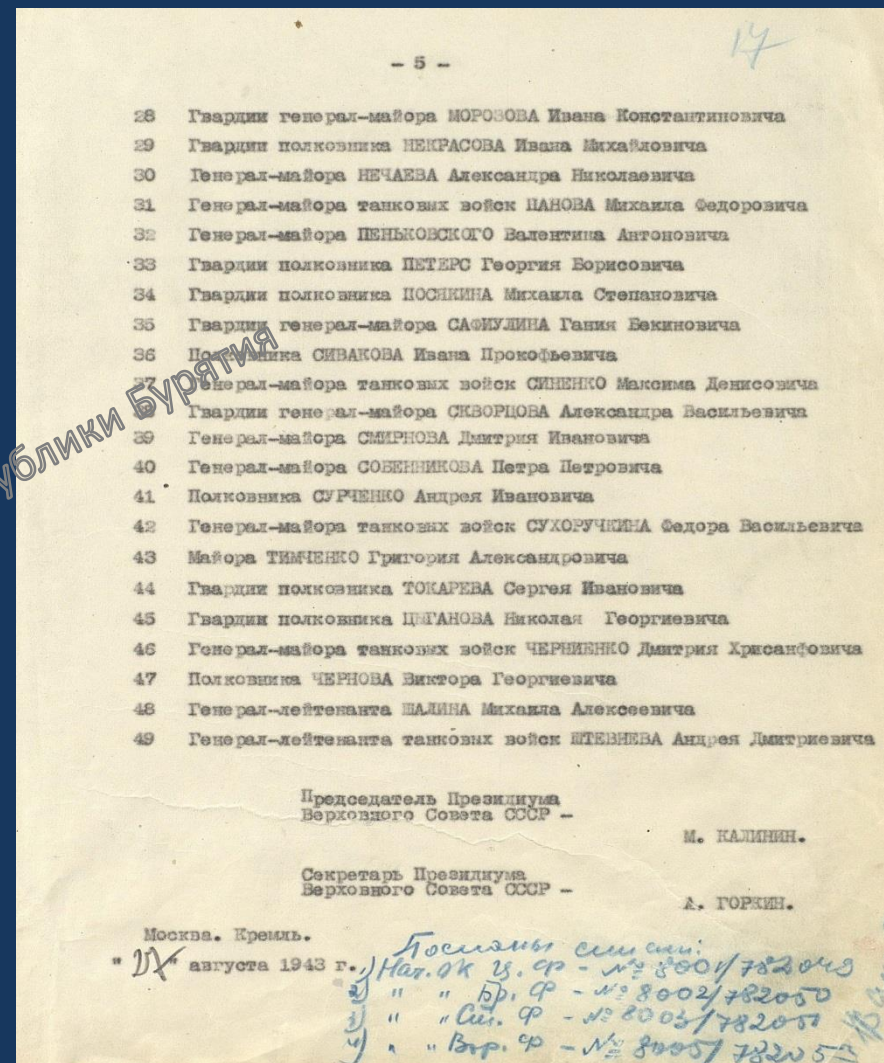 17
- 5 -
28 Гвардии генерал-майора МОРОЗОВА Ивана Константиновича
29 Гвардии полковника НЕКРАСОВА Ивана Михайловича
30 Генерал-майора НЕЧАЕВА Александра Николаевича
31 Генерал-майора танковых войск ПАНОВА Михаила Федоровича
32 Генерал-майора ПЕНЬКОВСКОГО Валентина Антоновича
33 Гвардии полковника ПЕТЕРС Георгия Борисовича
34 Гвардии полковника ПОСЯКИНА Михаила Степановича
35 Гвардии генерал-майора САФИУЛИНА Гания Бекиновича
36 Полковника СИВАКОВА Ивана Прокофьевича
37 Генерал-майора танковых войск СИНЕНКО Максима Денисовича
38 Гвардии генерал-майора СКВОРЦОВА Александра Васильевича
39 Генерал-майора СМИРНОВА Дмитрия Ивановича
40 Генерал-майора СОБЕННИКОВА Петра Петровича
41 Полковника СУРЧЕНКО Андрея Ивановича
42 Генерал-майора танковых войск СУХОРУЧКИНА Федора Васильевича
43 Майора ТИМЧЕНКО Григория Александровича
44 Гвардии полковника ТОКАРЕВА Сергея Ивановича
45 Гвардии полковника ЦЫГАНОВА Николая Георгиевича
46 Генерал-майора танковых войск ЧЕРНИЕНКО Дмитрия Хрисанфовича
47 Полковника ЧЕРНОВА Виктора Георгиевича
48 Генерал-лейтенанта ШАЛИНА Михаила Алексеевича
49 Генерал-лейтенанта танковых войск ШТЕВНЕВА Андрея Дмитриевича
ублики Бурятия
Председатель Президиума
Верховного Совета СССР -
М. КАЛИНИН.
Секретарь Президиума
Верховного Совета СССР -
А. ГОРКИН.
Москва. Кремль.
"27" августа 1943 г.
Посланы списки:
1) Нач. ОК Ц. Ф - № 8001/782049
2) " " Бр. Ф - № 8002/782050
3) " " - № 8003/
4) " " Вор. Ф - № 8005/